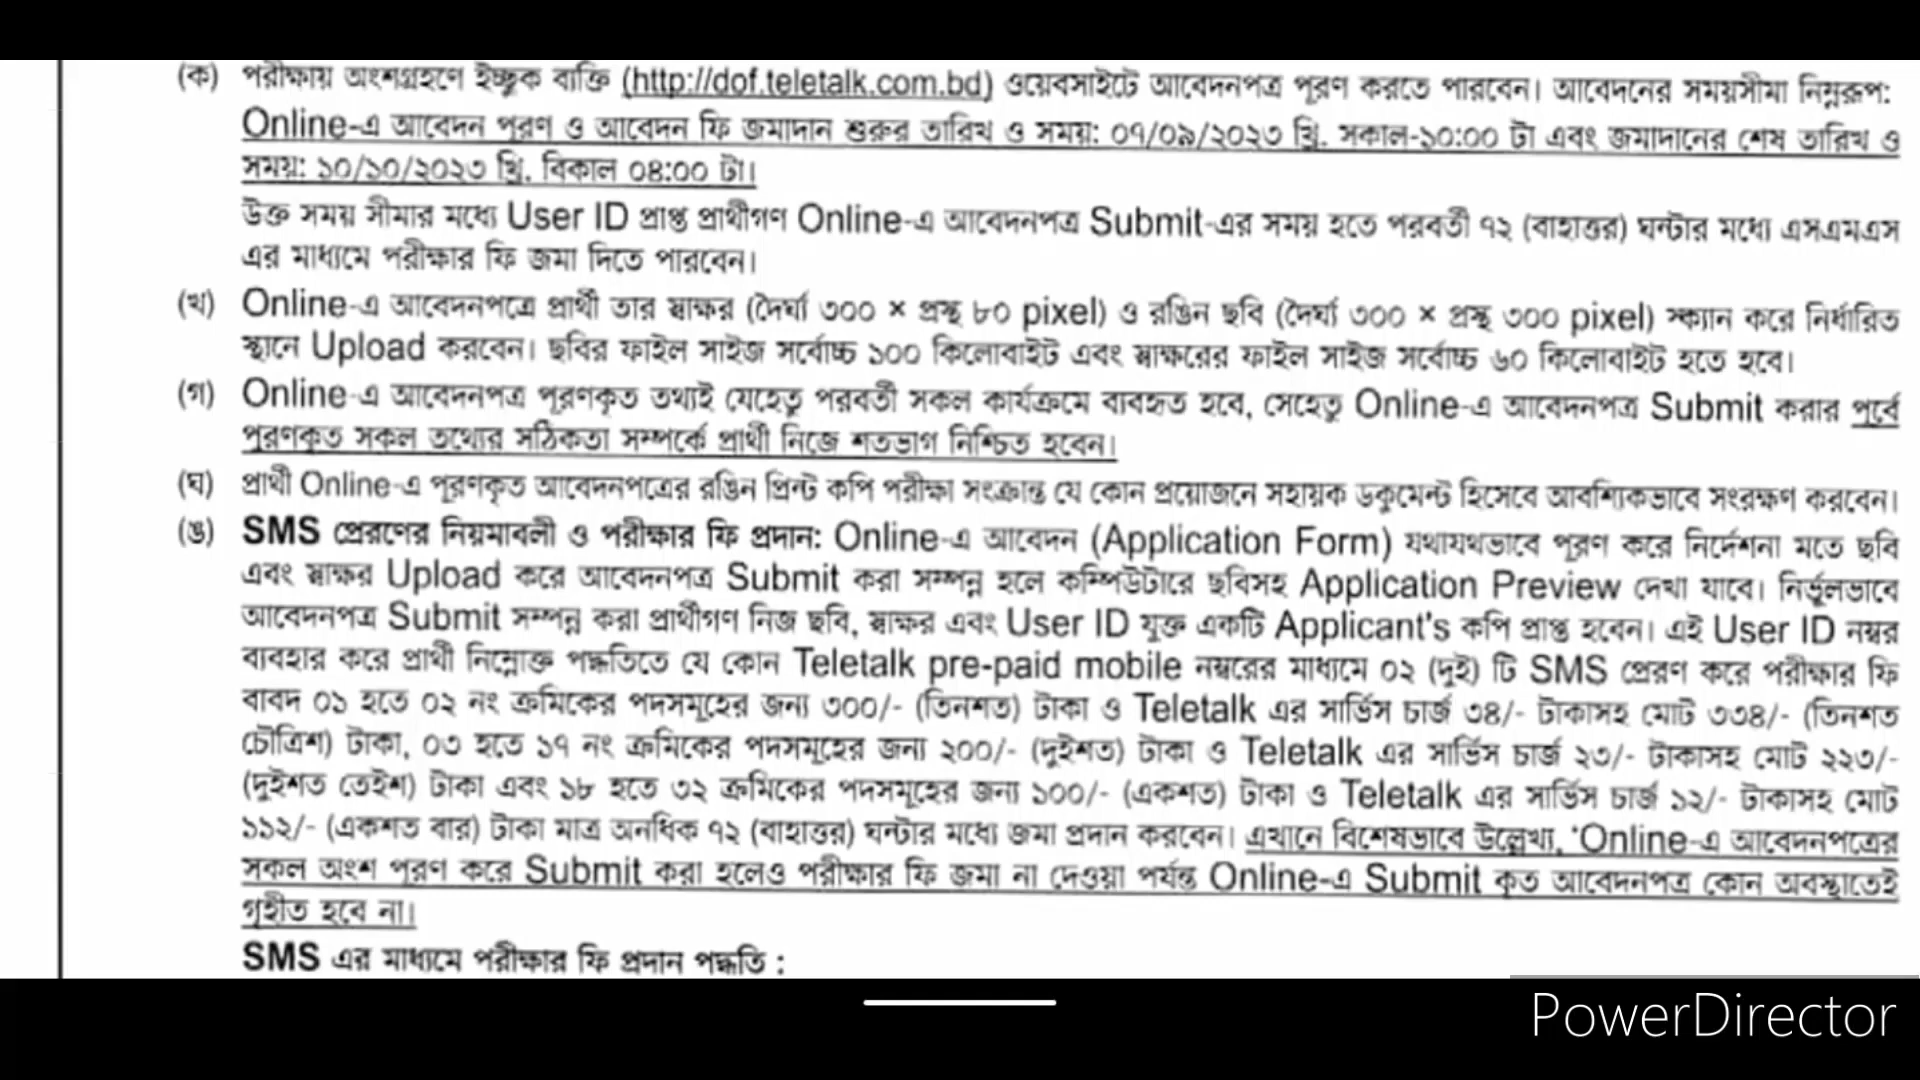 (ক) পরীক্ষায় অংশগ্রহণে ইচ্ছুক ব্যক্তি (http://dof.teletalk.com.bd) ওয়েবসাইটে আবেদনপত্র পূরণ করতে পারবেন। আবেদনের সময়সীমা নিম্নরূপ:
Online-এ আবেদন পূরণ ও আবেদন ফি জমাদান শুরুর তারিখ ও সময়: ০৭/০৯/২০২৩ খ্রি. সকাল-১০:০০ টা এবং জমাদানের শেষ তারিখ ও
সময়: ১০/১০/২০২৩ খ্রি. বিকাল ০৪:০০ টা।
উক্ত সময় সীমার মধ্যে User ID প্রাপ্ত প্রার্থীগণ Online-এ আবেদনপত্র Submit-এর সময় হতে পরবর্তী ৭২ (বাহাত্তর) ঘন্টার মধ্যে এসএমএস
এর মাধ্যমে পরীক্ষার ফি জমা দিতে পারবেন।
(খ) Online-এ আবেদনপত্রে প্রার্থী তার স্বাক্ষর (দৈর্ঘ্য ৩০০ × প্রস্থ ৮০ pixel) ও রঙিন ছবি (দৈর্ঘ্য ৩০০ × প্রস্থ ৩০০ pixel) স্ক্যান করে নির্ধারিত
স্থানে Upload করবেন। ছবির ফাইল সাইজ সর্বোচ্চ ১০০ কিলোবাইট এবং স্বাক্ষরের ফাইল সাইজ সর্বোচ্চ ৬০ কিলোবাইট হতে হবে।
(গ) Online-এ আবেদনপত্র পূরণকৃত তথ্যই যেহেতু পরবর্তী সকল কার্যক্রমে ব্যবহৃত হবে, সেহেতু Online-এ আবেদনপত্র Submit করার পূর্বে
পূরণকৃত সকল তথ্যের সঠিকতা সম্পর্কে প্রার্থী নিজে শতভাগ নিশ্চিত হবেন।
(ঘ) প্রার্থী Online-এ পূরণকৃত আবেদনপত্রের রঙিন প্রিন্ট কপি পরীক্ষা সংক্রান্ত যে কোন প্রয়োজনে সহায়ক ডকুমেন্ট হিসেবে আবশ্যিকভাবে সংরক্ষণ করবেন।
(ঙ) SMS প্রেরণের নিয়মাবলী ও পরীক্ষার ফি প্রদান: Online-এ আবেদন (Application Form) যথাযথভাবে পূরণ করে নির্দেশনা মতে ছবি
এবং স্বাক্ষর Upload করে আবেদনপত্র Submit করা সম্পন্ন হলে কম্পিউটারে ছবিসহ Application Preview দেখা যাবে। নির্ভুলভাবে
আবেদনপত্র Submit সম্পন্ন করা প্রার্থীগণ নিজ ছবি, স্বাক্ষর এবং User ID যুক্ত একটি Applicant's কপি প্রাপ্ত হবেন। এই User ID নম্বর
ব্যবহার করে প্রার্থী নিম্নোক্ত পদ্ধতিতে যে কোন Teletalk pre-paid mobile নম্বরের মাধ্যমে ০২ (দুই) টি SMS প্রেরণ করে পরীক্ষার ফি
বাবদ ০১ হতে ০২ নং ক্রমিকের পদসমূহের জন্য ৩০০/- (তিনশত) টাকা ও Teletalk এর সার্ভিস চার্জ ৩৪/- টাকাসহ মোট ৩৩৪/- (তিনশত
চৌত্রিশ) টাকা, ০৩ হতে ১৭ নং ক্রমিকের পদসমূহের জন্য ২০০/- (দুইশত) টাকা ও Teletalk এর সার্ভিস চার্জ ২৩/- টাকাসহ মোট ২২৩/-
(দুইশত তেইশ) টাকা এবং ১৮ হতে ৩২ ক্রমিকের পদসমূহের জন্য ১০০/- (একশত) টাকা ও Teletalk এর সার্ভিস চার্জ ১২/- টাকাসহ মোট
১১২/- (একশত বার) টাকা মাত্র অনধিক ৭২ (বাহাত্তর) ঘন্টার মধ্যে জমা প্রদান করবেন। এখানে বিশেষভাবে উল্লেখ্য, 'Online-এ আবেদনপত্রের
সকল অংশ পূরণ করে Submit করা হলেও পরীক্ষার ফি জমা না দেওয়া পর্যন্ত Online-এ Submit কৃত আবেদনপত্র কোন অবস্থাতেই
গৃহীত হবে না।
SMS এর মাধ্যমে পরীক্ষার ফি প্রদান পদ্ধতি :
PowerDirector